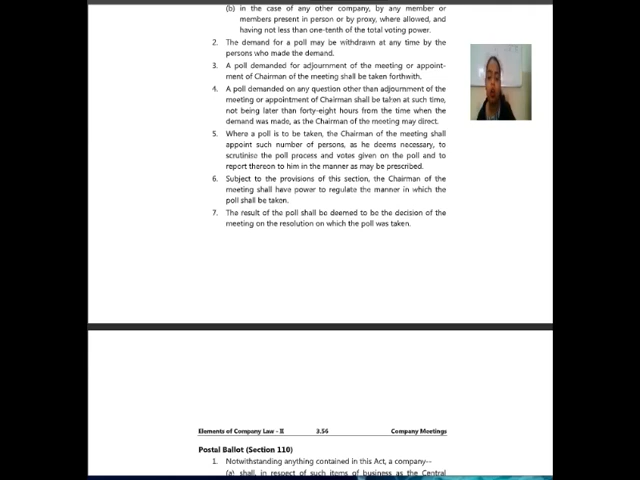 (b) in the case of any other company, by any member or
members present in person or by proxy, where allowed, and
having not less than one-tenth of the total voting power.
2. The demand for a poll may be withdrawn at any time by the
persons who made the demand.
3. A poll demanded for adjournment of the meeting or appoint-
ment of Chairman of the meeting shall be taken forthwith.
4. A poll demanded on any question other than adjournment of the
meeting or appointment of Chairman shall be taken at such time,
not being later than forty-eight hours from the time when the
demand was made, as the Chairman of the meeting may direct.
5. Where a poll is to be taken, the Chairman of the meeting shall
appoint such number of persons, as he deems necessary, to
scrutinise the poll process and votes given on the poll and to
report thereon to him in the manner as may be prescribed.
6. Subject to the provisions of this section, the Chairman of the
meeting shall have power to regulate the manner in which the
poll shall be taken.
7. The result of the poll shall be deemed to be the decision of the
meeting on the resolution on which the poll was taken.
Elements of Company Law - II 3.56 Company Meetings
Postal Ballot (Section 110)
1. Notwithstanding anything contained in this Act, a company--
(a) shall, in respect of such items of business as the Central